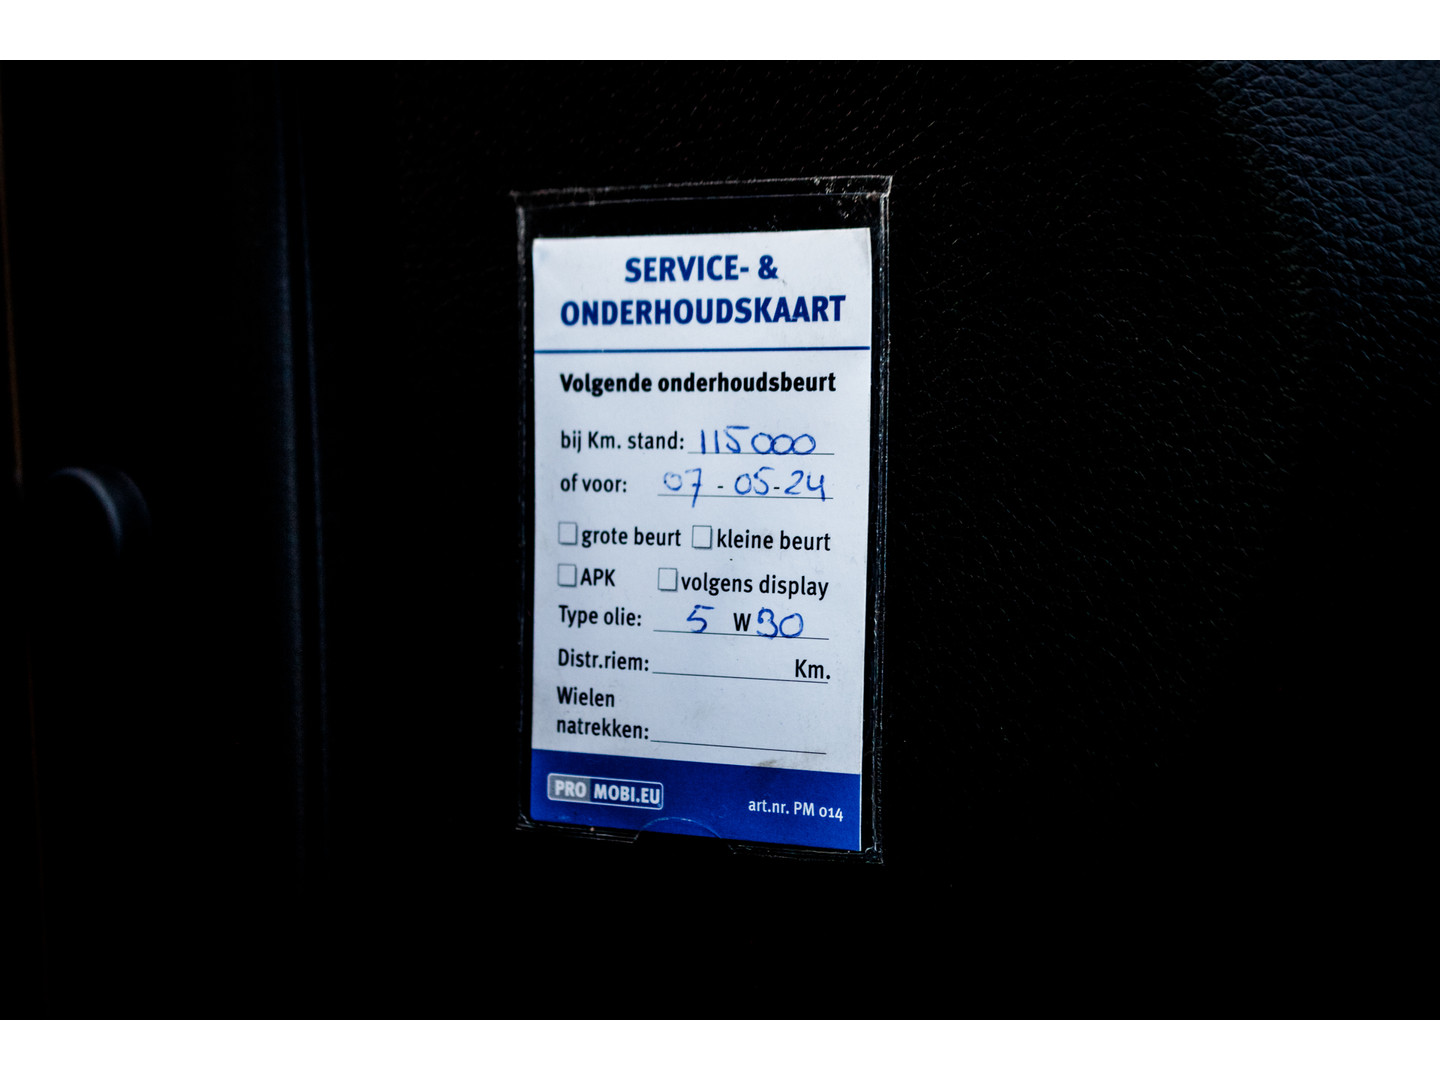 SERVICE- &
ONDERHOUDSKAART
Volgende onderhoudsbeurt
bij Km. stand: 115000
of voor: 07-05-24
grote beurt kleine beurt
APK volgens display
Type olie: 5 W 30
Distr.riem: Km.
Wielen
natrekken:
PRO MOBI.EU art.nr. PM 014